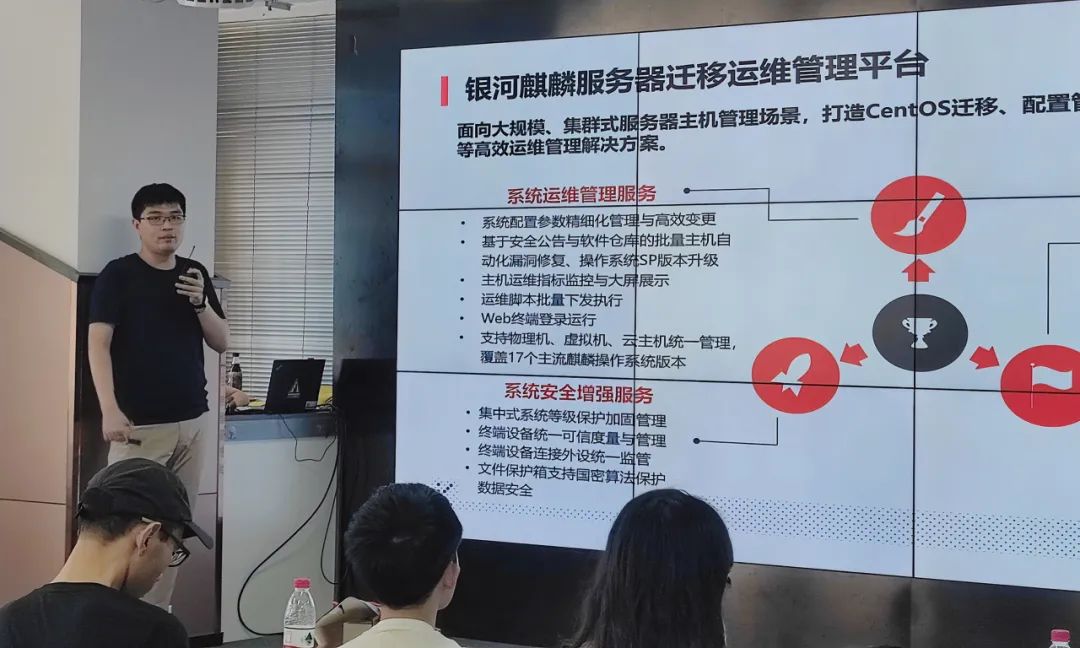 银河麒麟服务器迁移运维管理平台
面向大规模、集群式服务器主机管理场景，打造CentOS迁移、配置管
等高效运维管理解决方案。
系统运维管理服务
• 系统配置参数精细化管理与高效变更
• 基于安全公告与软件仓库的批量主机自
动化漏洞修复、操作系统SP版本升级
• 主机运维指标监控与大屏展示
• 运维脚本批量下发执行
• Web终端登录运行
• 支持物理机、虚拟机、云主机统一管理，
覆盖17个主流麒麟操作系统版本
系统安全增强服务
• 集中式系统等级保护加固管理
• 终端设备统一可信度量与管理
• 终端设备连接外设统一监管
• 文件保护箱支持国密算法保护
数据安全